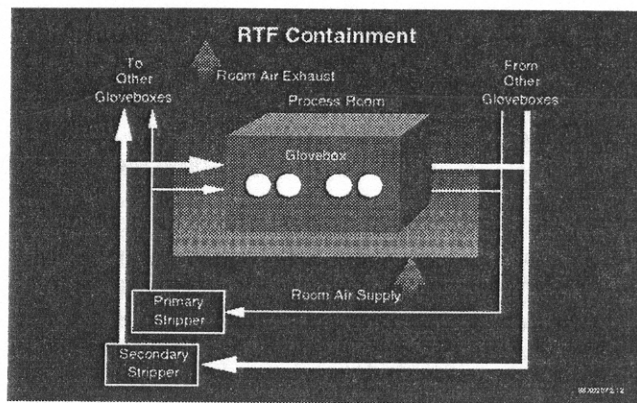 RTF Containment
To
Other
Gloveboxes
Room Air Exhaust
From
Other
Gloveboxes
Process Room
Glovebox
Room Air Supply
Primary
Stripper
Secondary
Stripper